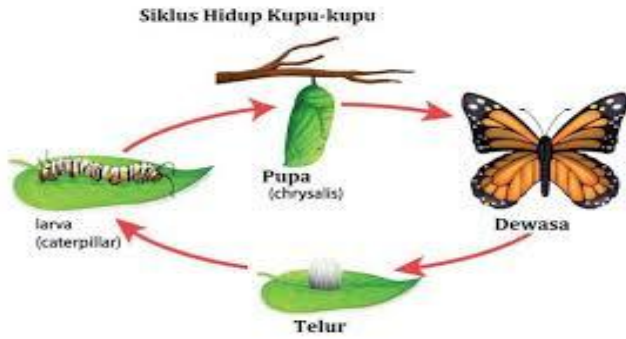 Siklus Hidup Kupu-kupu
Pupa
(chrysalis)
larva
(caterpillar)
Dewasa
Telur